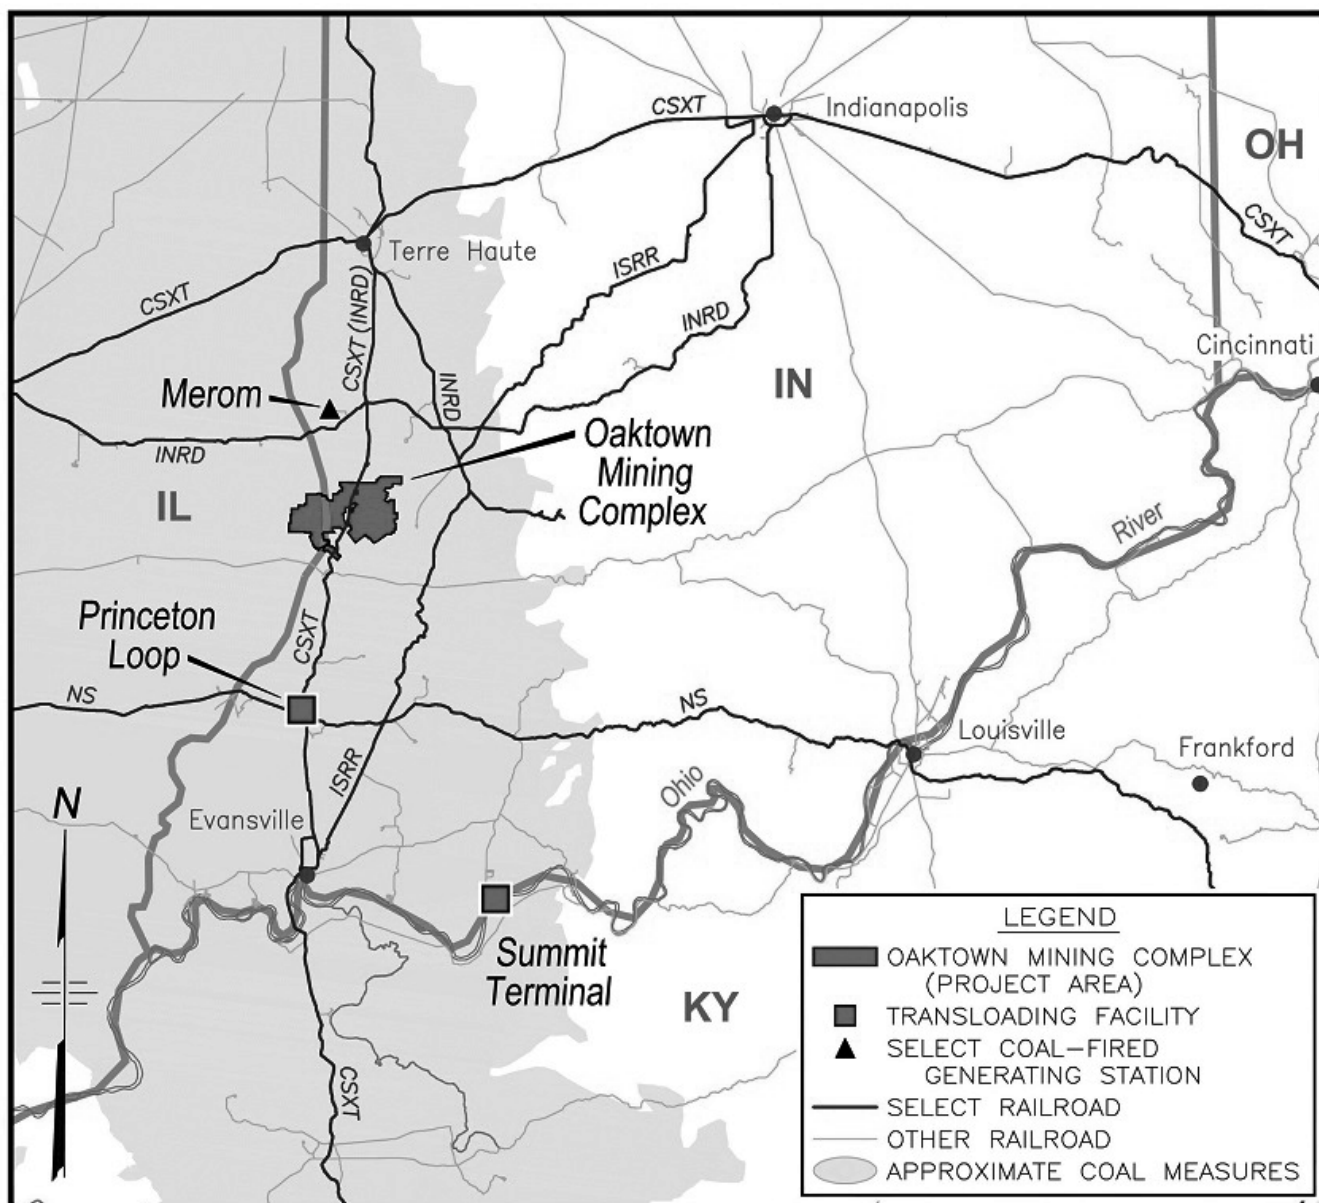 CSXT
Indianapolis
OH
CSXT
Terre Haute
ISRR
CSXT
CSXT (INRD)
INRD
Cincinnati
Merom
INRD
IN
Oaktown
Mining
Complex
INRD
IL
River
Princeton
Loop
CSXT
NS
NS
Louisville
Frankford
ISRR
Ohio
N
Evansville
Summit
Terminal
KY
CSXT
LEGEND
OAKTOWN MINING COMPLEX
(PROJECT AREA)
TRANSLOADING FACILITY
SELECT COAL-FIRED
GENERATING STATION
SELECT RAILROAD
OTHER RAILROAD
APPROXIMATE COAL MEASURES